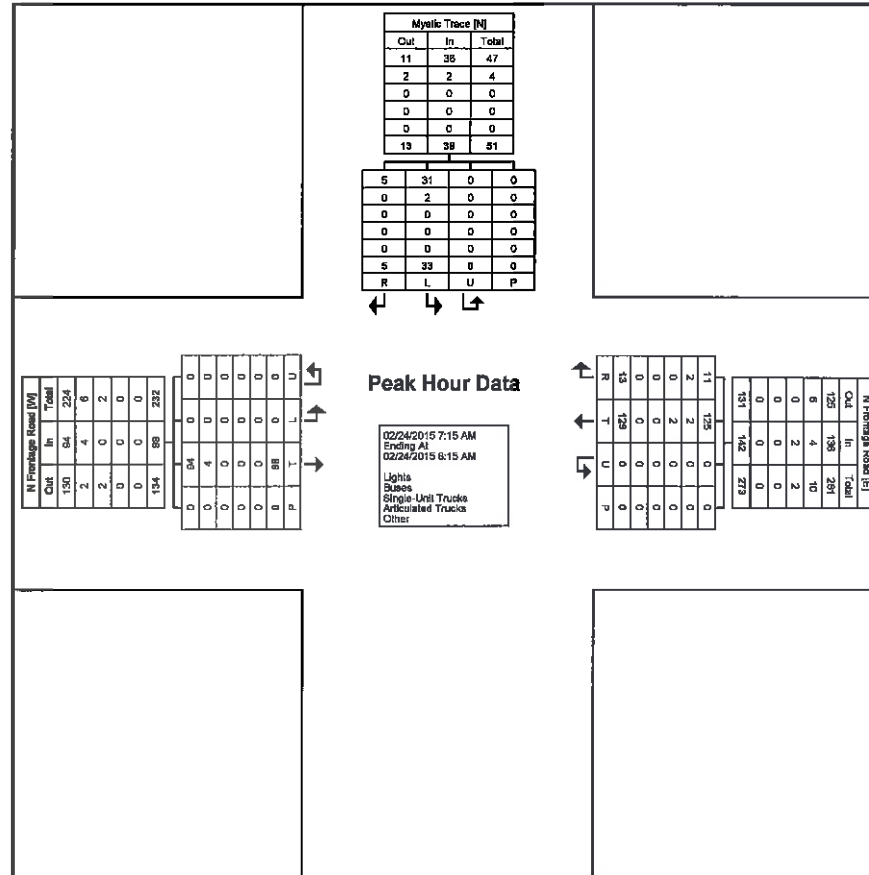 Mystic Trace [N]
Out In Total
11 36 47
2 2 4
0 0 0
0 0 0
0 0 0
13 38 51
5 31 0 0
0 2 0 0
0 0 0 0
0 0 0 0
0 0 0 0
5 33 0 0
R L U P
N Frontage Road [W]
Out In Total
130 94 224
2 4 6
2 0 2
0 0 0
0 0 0
134 98 232
0 94 0 0
0 4 0 0
0 0 0 0
0 0 0 0
0 0 0 0
0 98 0 0
P T L U
Peak Hour Data
02/24/2015 7:15 AM
Ending At
02/24/2015 8:15 AM
Lights
Buses
Single-Unit Trucks
Articulated Trucks
Other
N Frontage Road [E]
Out In Total
125 136 261
6 4 10
0 2 2
0 0 0
0 0 0
131 142 273
11 125 0 0
2 2 0 0
0 2 0 0
0 0 0 0
0 0 0 0
13 129 0 0
R T U P